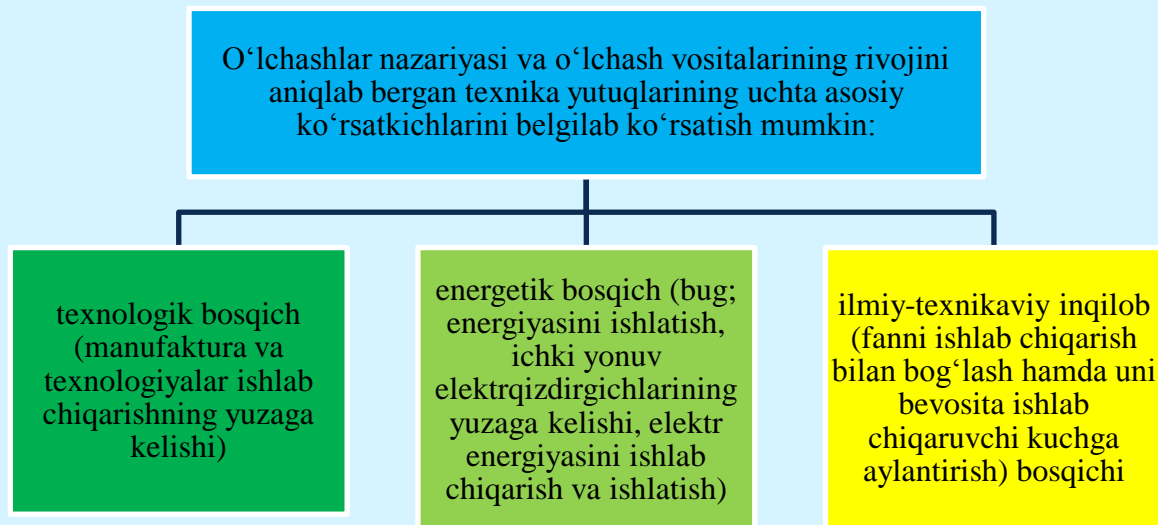 O‘lchashlar nazariyasi va o‘lchash vositalarining rivojini
aniqlab bergan texnika yutuqlarining uchta asosiy
ko‘rsatkichlarini belgilab ko‘rsatish mumkin:
texnologik bosqich
(manufaktura va
texnologiyalar ishlab
chiqarishning yuzaga
kelishi)
energetik bosqich (bug;
energiyasini ishlatish,
ichki yonuv
elektrqizdirgichlarining
yuzaga kelishi, elektr
energiyasini ishlab
chiqarish va ishlatish)
ilmiy-texnikaviy inqilob
(fanni ishlab chiqarish
bilan bog‘lash hamda uni
bevosita ishlab
chiqaruvchi kuchga
aylantirish) bosqichi